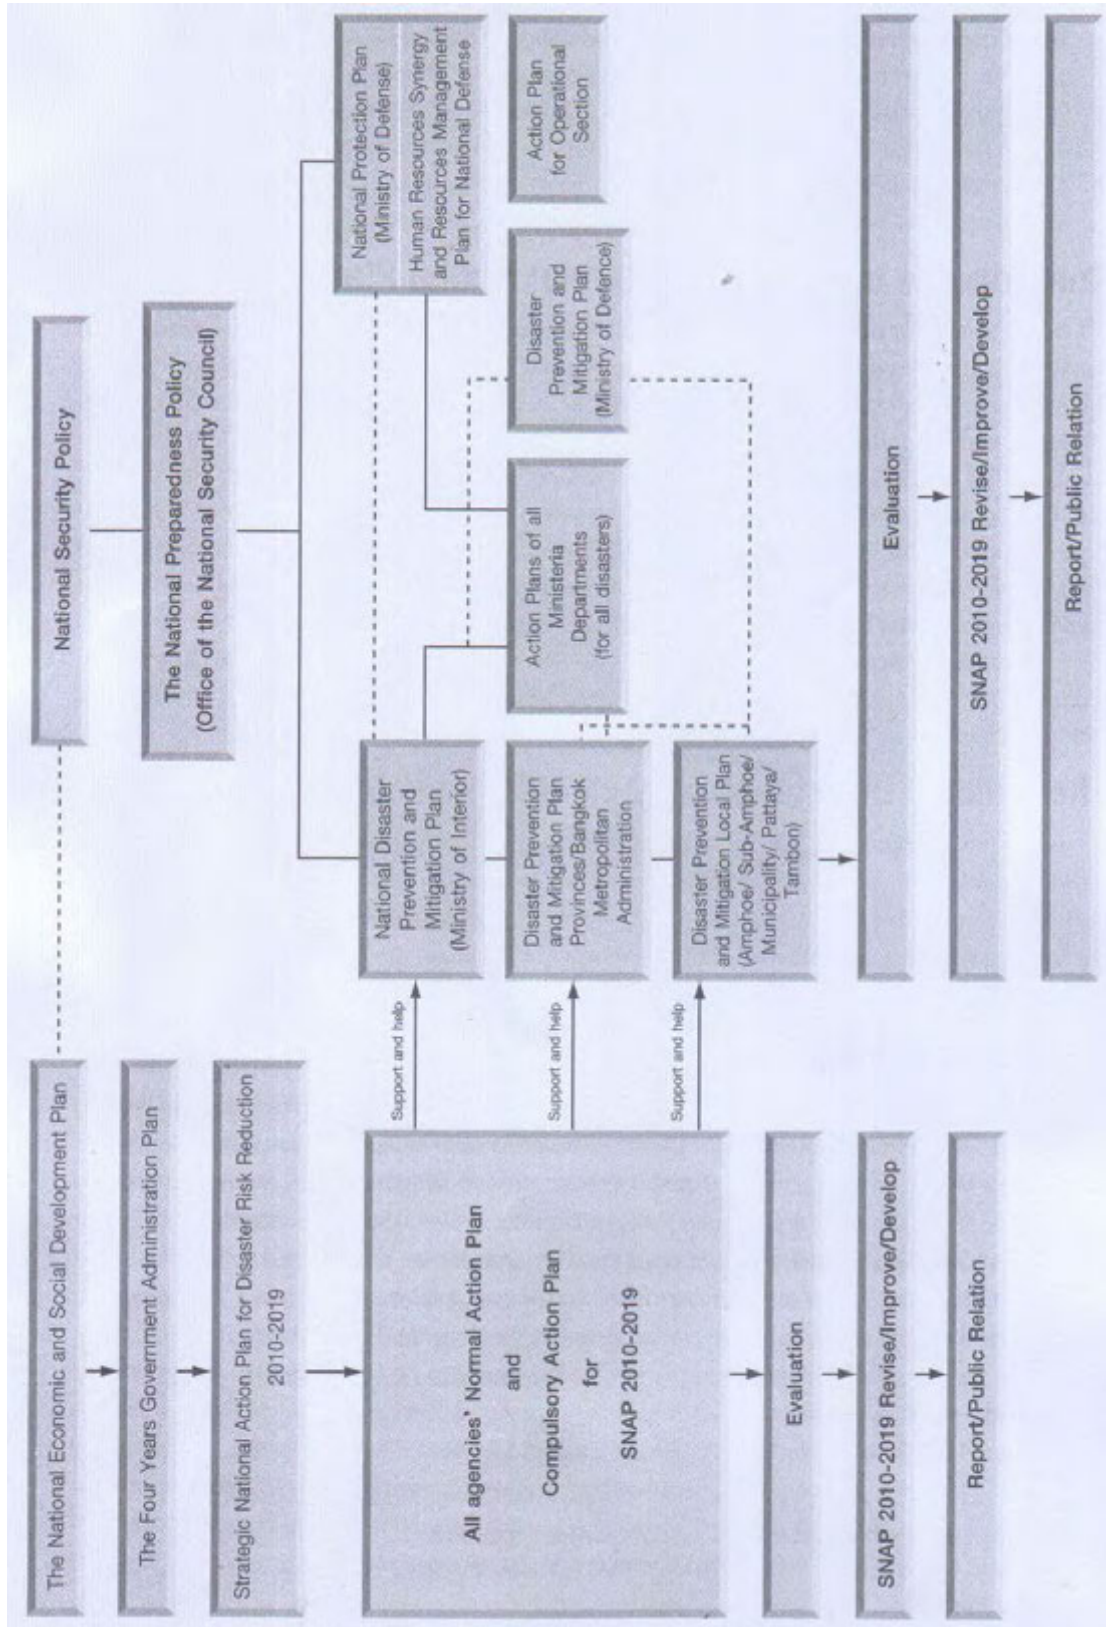 The National Economic and Social Development Plan
The Four Years Government Administration Plan
Strategic National Action Plan for Disaster Risk Reduction
2010-2019
All agencies' Normal Action Plan
and
Compulsory Action Plan
for
SNAP 2010-2019
Evaluation
SNAP 2010-2019 Revise/Improve/Develop
Report/Public Relation
Support and help
Support and help
Support and help
National Security Policy
The National Preparedness Policy
(Office of the National Security Council)
National Disaster
Prevention and
Mitigation Plan
(Ministry of Interior)
Disaster Prevention
and Mitigation Plan
Provinces/Bangkok
Metropolitan
Administration
Disaster Prevention
and Mitigation Local Plan
(Amphoe/ Sub-Amphoe/
Municipality/ Pattaya/
Tambon)
Action Plans of all
Ministeria
Departments
(for all disasters)
Disaster
Prevention and
Mitigation Plan
(Ministry of Defence)
National Protection Plan
(Ministry of Defense)
Human Resources Synergy
and Resources Management
Plan for National Defense
Action Plan
for Operational
Section
Evaluation
SNAP 2010-2019 Revise/Improve/Develop
Report/Public Relation